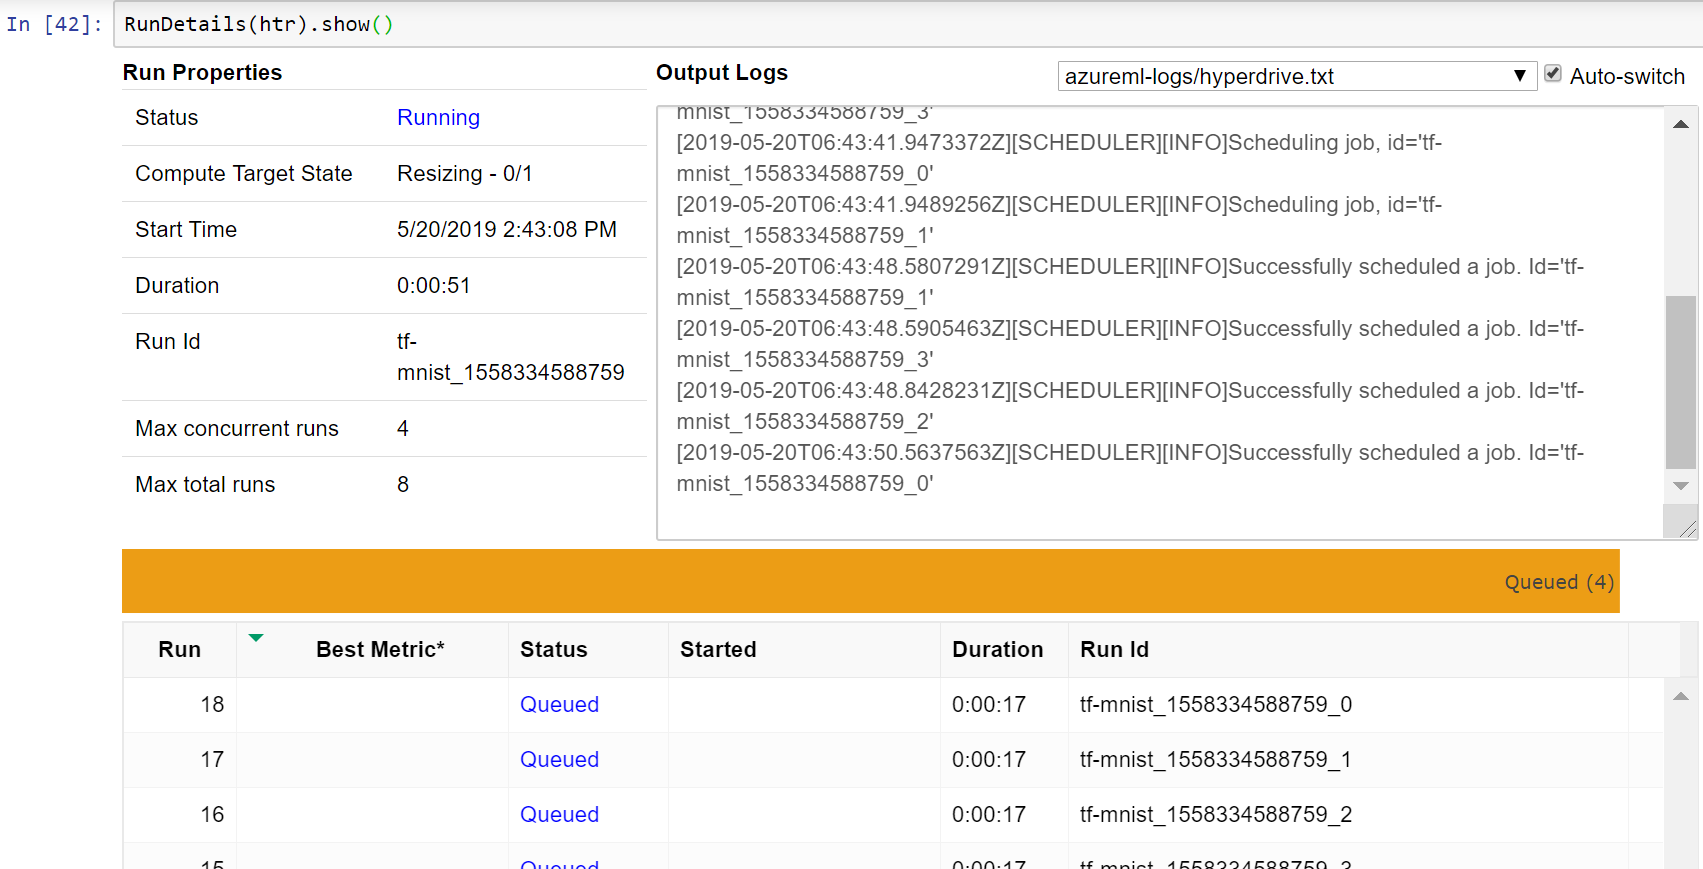 In [42]: RunDetails(htr).show()
Run Properties
Status Running
Compute Target State Resizing - 0/1
Start Time 5/20/2019 2:43:08 PM
Duration 0:00:51
Run Id tf-
mnist_1558334588759
Max concurrent runs 4
Max total runs 8
Output Logs azureml-logs/hyperdrive.txt ▼ Auto-switch
mnist_1558334588759_3'
[2019-05-20T06:43:41.9473372Z][SCHEDULER][INFO]Scheduling job, id='tf-
mnist_1558334588759_0'
[2019-05-20T06:43:41.9489256Z][SCHEDULER][INFO]Scheduling job, id='tf-
mnist_1558334588759_1'
[2019-05-20T06:43:48.5807291Z][SCHEDULER][INFO]Successfully scheduled a job. Id='tf-
mnist_1558334588759_1'
[2019-05-20T06:43:48.5905463Z][SCHEDULER][INFO]Successfully scheduled a job. Id='tf-
mnist_1558334588759_3'
[2019-05-20T06:43:48.8428231Z][SCHEDULER][INFO]Successfully scheduled a job. Id='tf-
mnist_1558334588759_2'
[2019-05-20T06:43:50.5637563Z][SCHEDULER][INFO]Successfully scheduled a job. Id='tf-
mnist_1558334588759_0'
Queued (4)
Run Best Metric* Status Started Duration Run Id
18 Queued 0:00:17 tf-mnist_1558334588759_0
17 Queued 0:00:17 tf-mnist_1558334588759_1
16 Queued 0:00:17 tf-mnist_1558334588759_2
15 Queued 0:00:17 tf-mnist_1558334588759_3